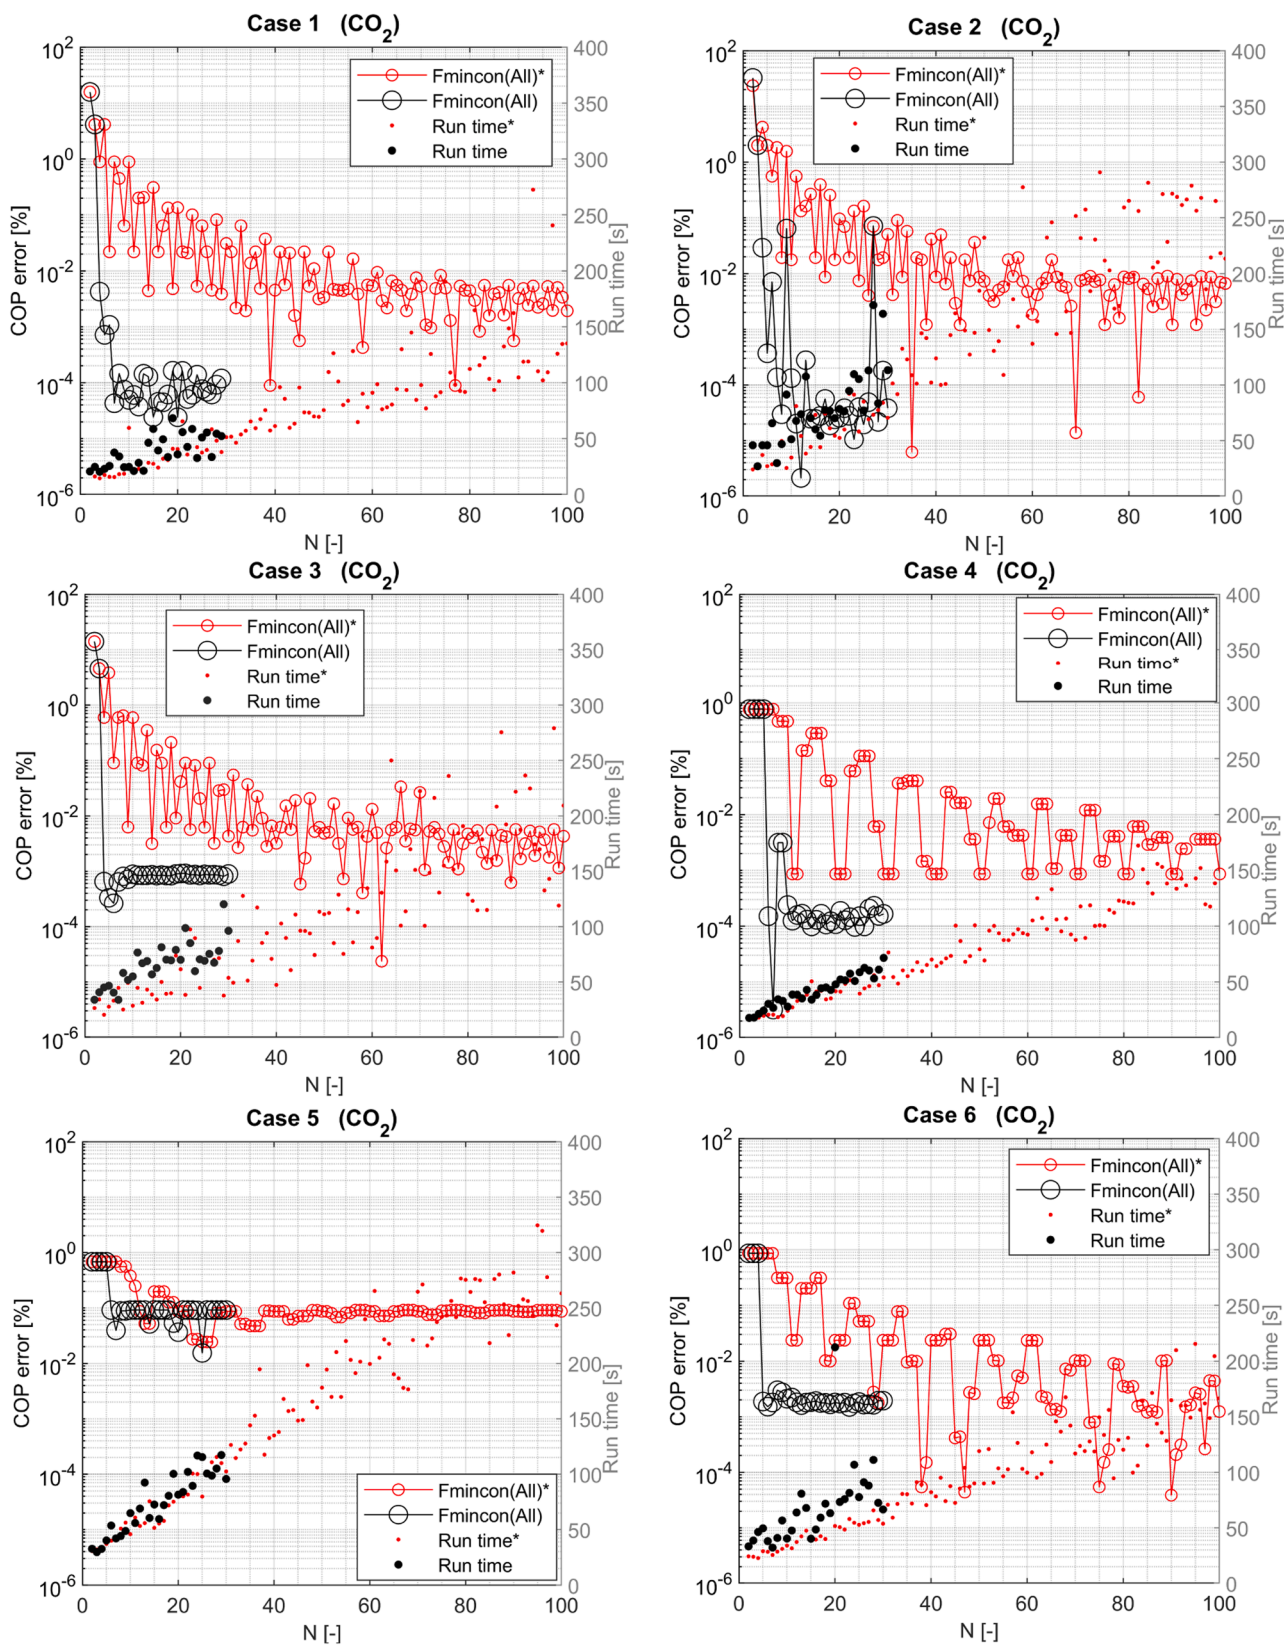 Case 1 (CO2)
10^2
10^0
10^-2
10^-4
10^-6
COP error [%]
Fmincon(All)*
Fmincon(All)
Run time*
Run time
400
350
300
250
200
150
100
50
0
Run time [s]
0 20 40 60 80 100
N [-]
Case 2 (CO2)
10^2
10^0
10^-2
10^-4
10^-6
COP error [%]
Fmincon(All)*
Fmincon(All)
Run time*
Run time
400
350
300
250
200
150
100
50
0
Run time [s]
0 20 40 60 80 100
N [-]
Case 3 (CO2)
10^2
10^0
10^-2
10^-4
10^-6
COP error [%]
Fmincon(All)*
Fmincon(All)
Run time*
Run time
400
350
300
250
200
150
100
50
0
Run time [s]
0 20 40 60 80 100
N [-]
Case 4 (CO2)
10^2
10^0
10^-2
10^-4
10^-6
COP error [%]
Fmincon(All)*
Fmincon(All)
Run time*
Run time
400
350
300
250
200
150
100
50
0
Run time [s]
0 20 40 60 80 100
N [-]
Case 5 (CO2)
10^2
10^0
10^-2
10^-4
10^-6
COP error [%]
Fmincon(All)*
Fmincon(All)
Run time*
Run time
400
350
300
250
200
150
100
50
0
Run time [s]
0 20 40 60 80 100
N [-]
Case 6 (CO2)
10^2
10^0
10^-2
10^-4
10^-6
COP error [%]
Fmincon(All)*
Fmincon(All)
Run time*
Run time
400
350
300
250
200
150
100
50
0
Run time [s]
0 20 40 60 80 100
N [-]